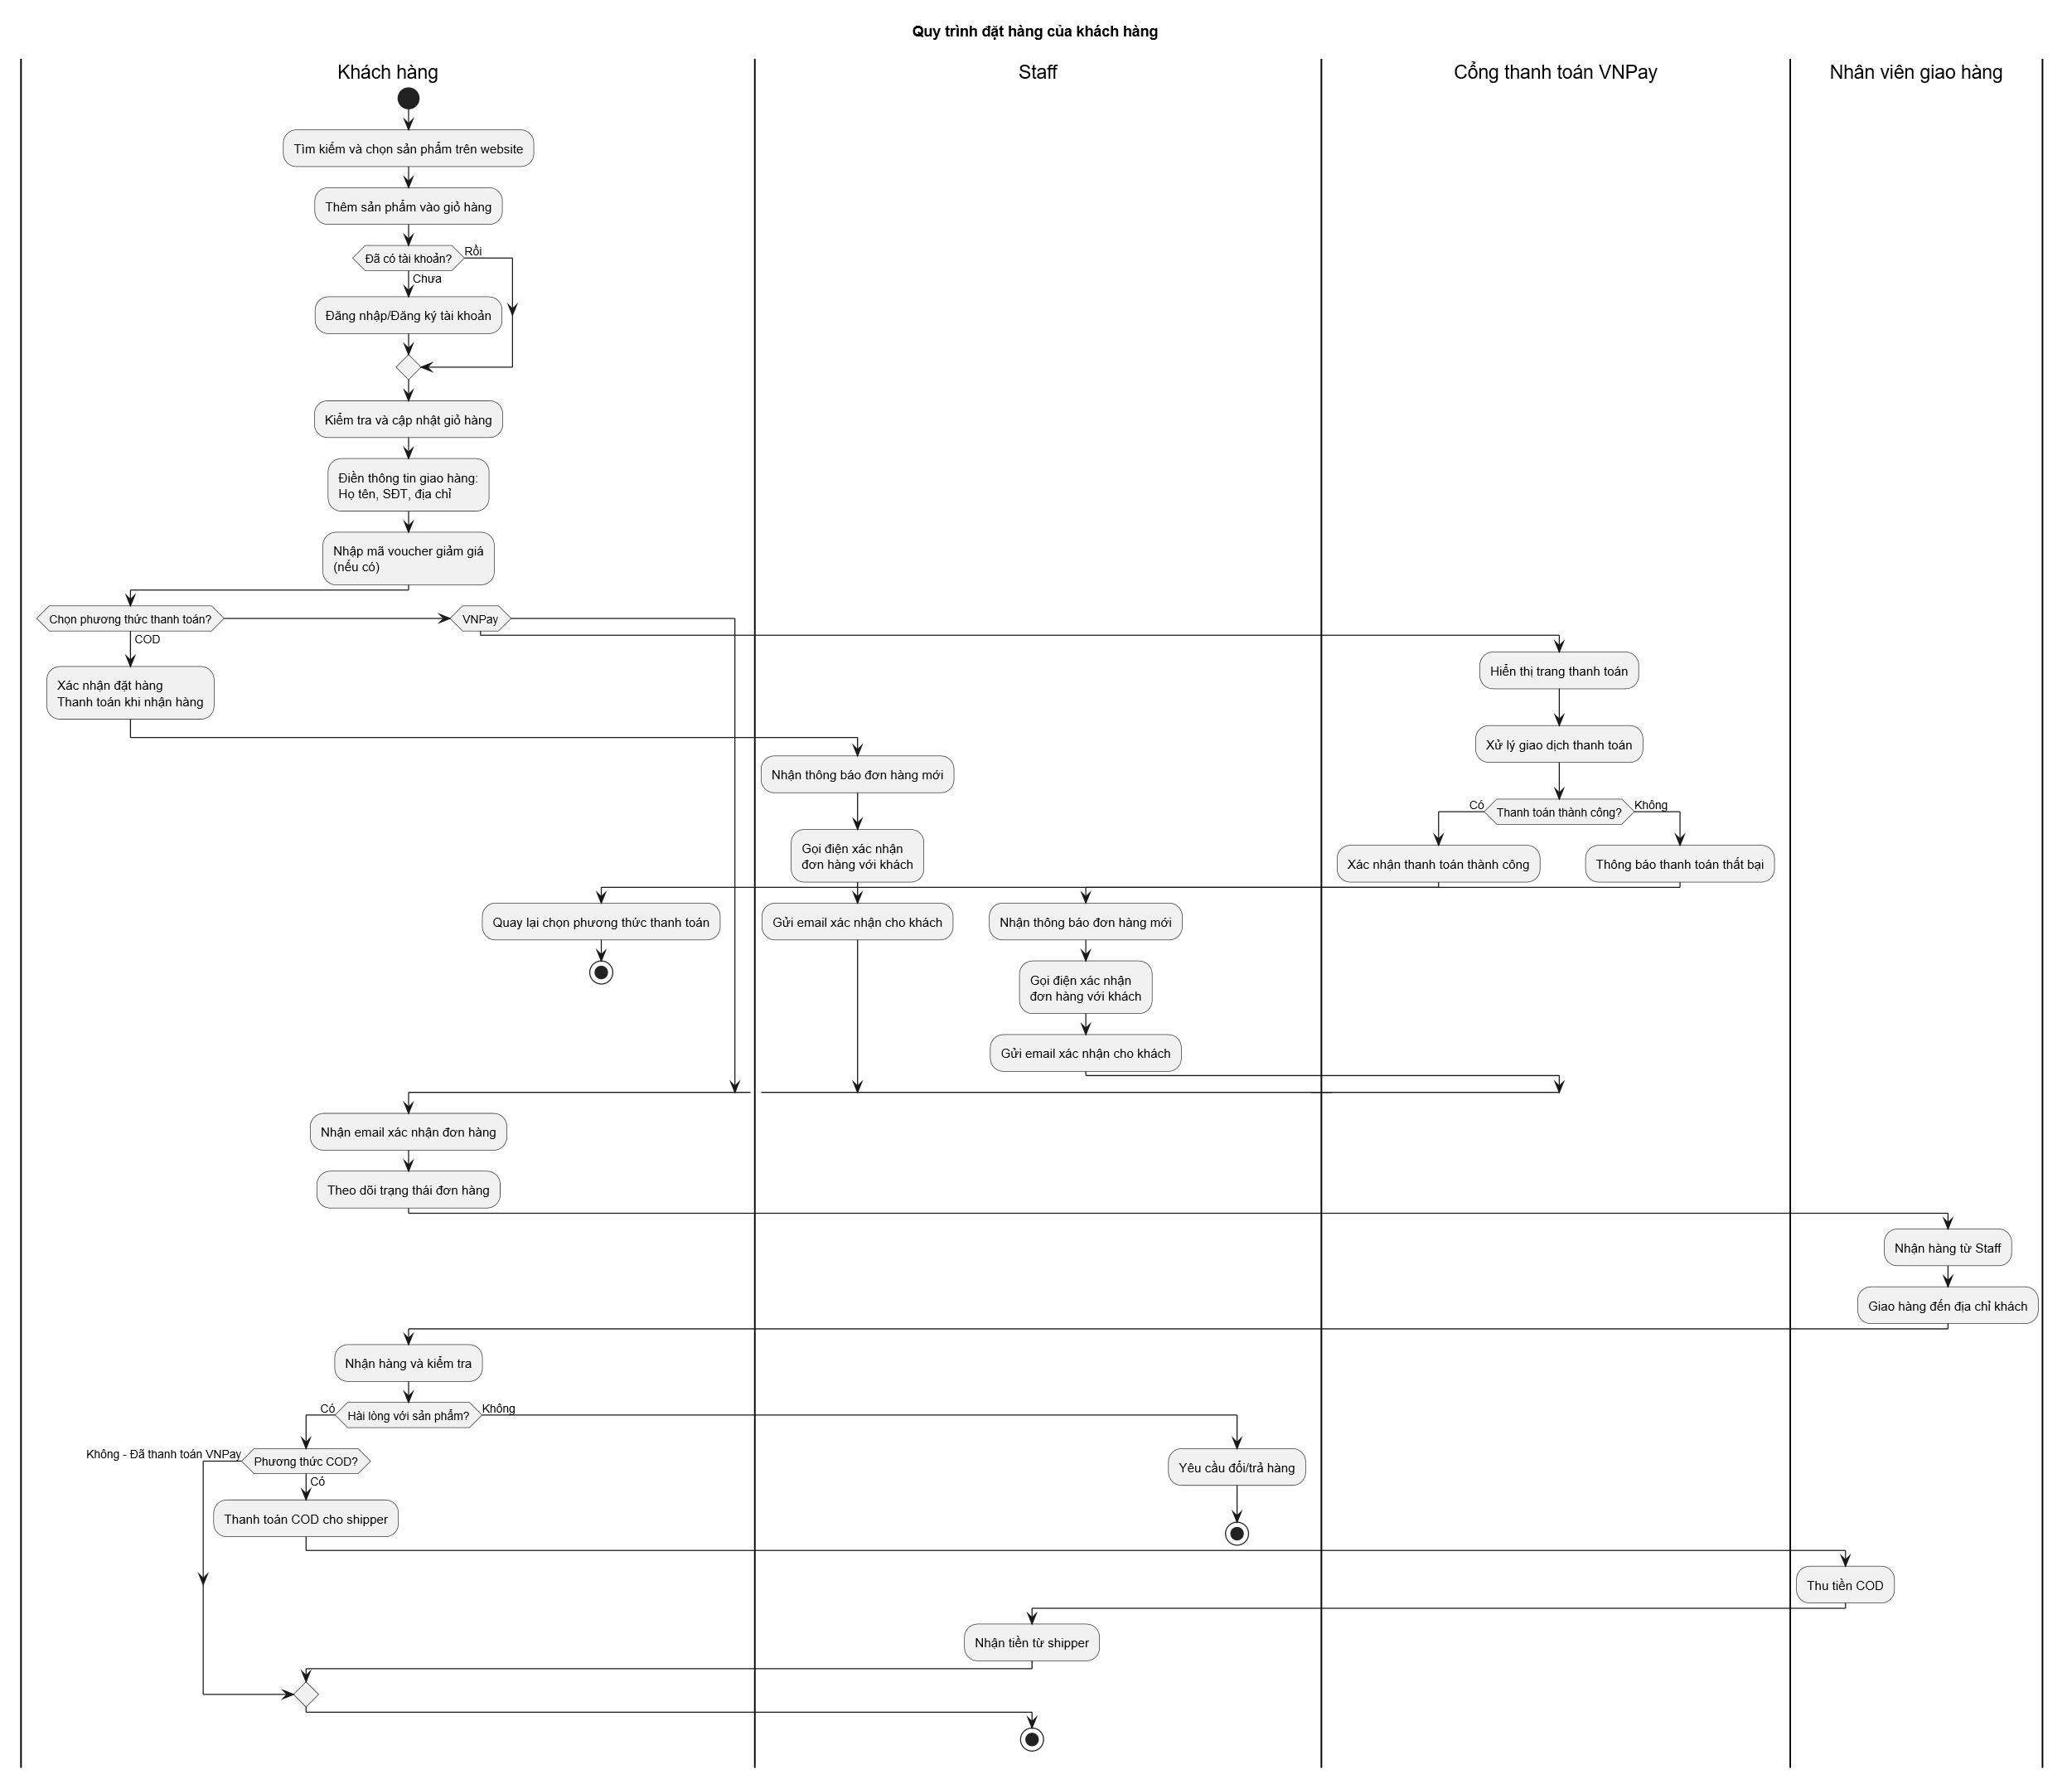 Quy trình đặt hàng của khách hàng
Khách hàng
Staff
Cổng thanh toán VNPay
Nhân viên giao hàng
Tìm kiếm và chọn sản phẩm trên website
Thêm sản phẩm vào giỏ hàng
Đã có tài khoản?
Rồi
Chưa
Đăng nhập/Đăng ký tài khoản
Kiểm tra và cập nhật giỏ hàng
Điền thông tin giao hàng:
Họ tên, SĐT, địa chỉ
Nhập mã voucher giảm giá
(nếu có)
Chọn phương thức thanh toán?
VNPay
COD
Hiển thị trang thanh toán
Xác nhận đặt hàng
Thanh toán khi nhận hàng
Xử lý giao dịch thanh toán
Nhận thông báo đơn hàng mới
Có
Thanh toán thành công?
Không
Gọi điện xác nhận
đơn hàng với khách
Xác nhận thanh toán thành công
Thông báo thanh toán thất bại
Quay lại chọn phương thức thanh toán
Gửi email xác nhận cho khách
Nhận thông báo đơn hàng mới
Gọi điện xác nhận
đơn hàng với khách
Gửi email xác nhận cho khách
Nhận email xác nhận đơn hàng
Theo dõi trạng thái đơn hàng
Nhận hàng từ Staff
Giao hàng đến địa chỉ khách
Nhận hàng và kiểm tra
Có
Hài lòng với sản phẩm?
Không
Không - Đã thanh toán VNPay
Phương thức COD?
Có
Yêu cầu đổi/trả hàng
Thanh toán COD cho shipper
Thu tiền COD
Nhận tiền từ shipper